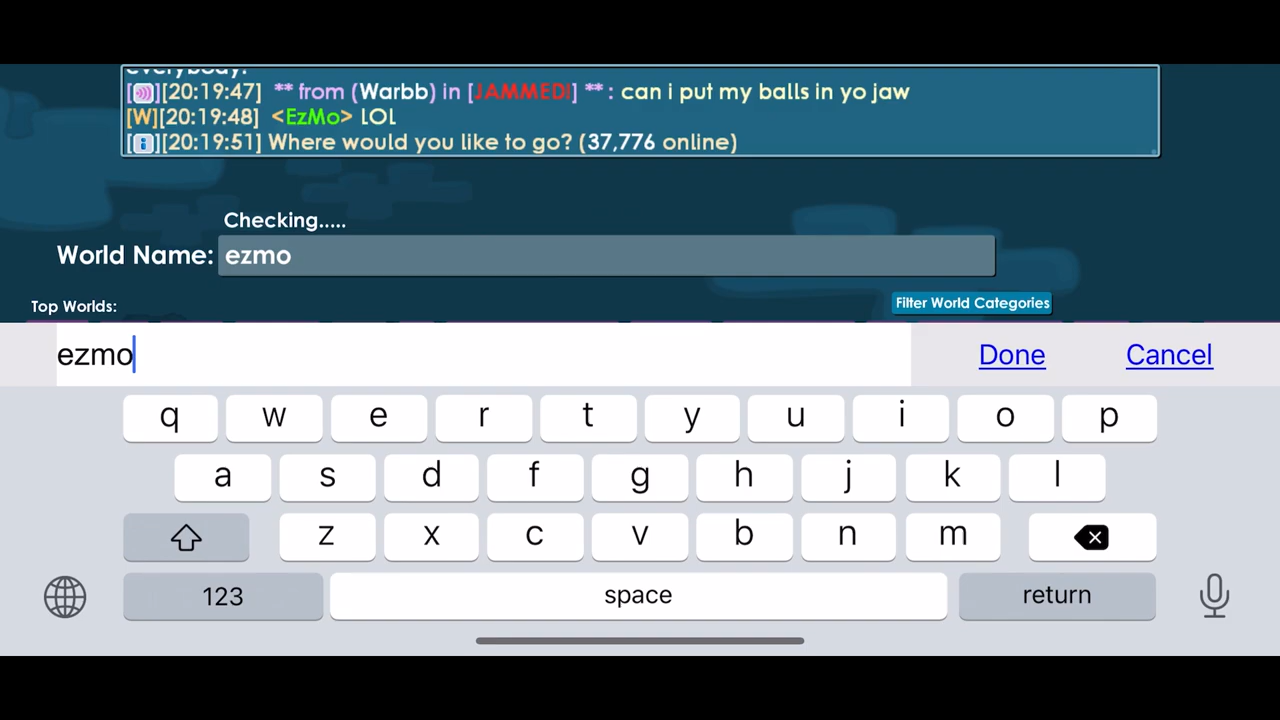 everybody.
[20:19:47] ** from (Warbb) in [JAMMEDI] ** : can i put my balls in yo jaw
[W][20:19:48] <EzMo> LOL
[i][20:19:51] Where would you like to go? (37,776 online)
Checking.....
World Name: ezmo
Top Worlds:
Filter World Categories
ezmo
Done
Cancel
q w e r t y u i o p
a s d f g h j k l
z x c v b n m
123
space
return